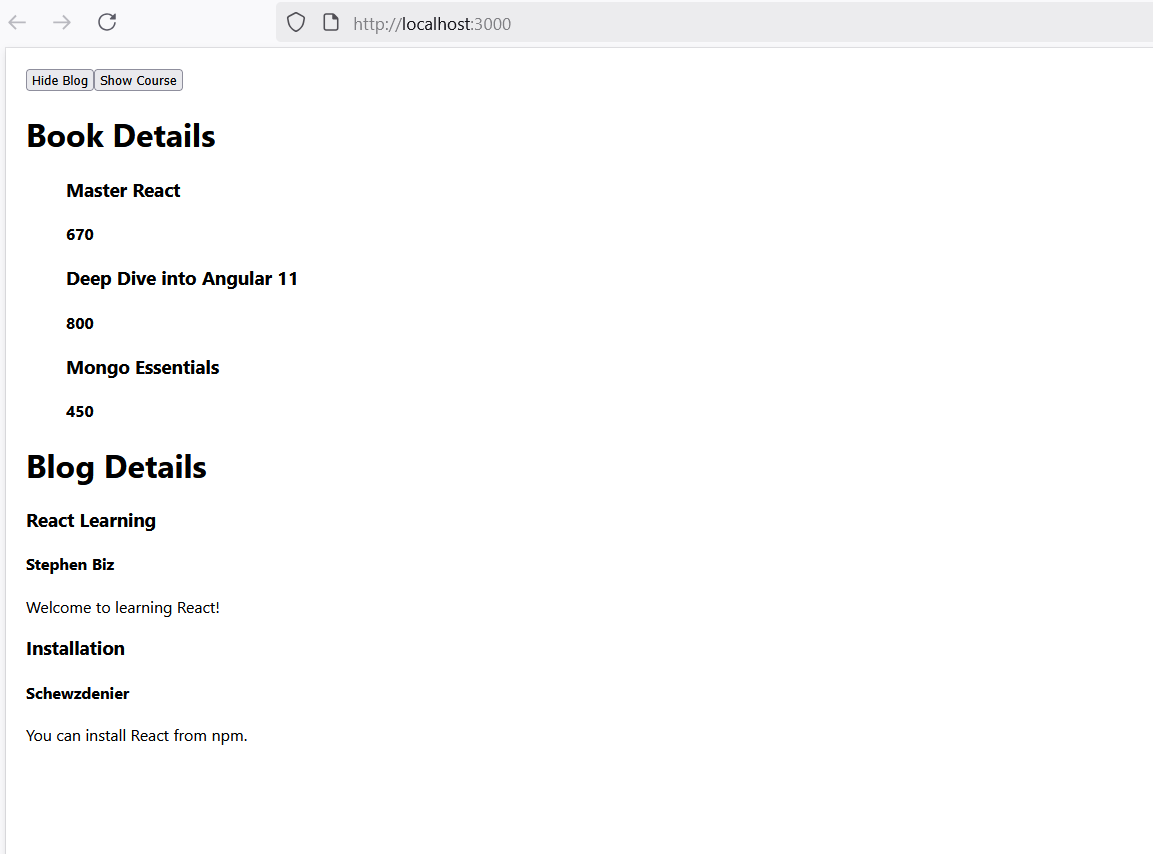 http://localhost:3000
Hide Blog Show Course
Book Details
Master React
670
Deep Dive into Angular 11
800
Mongo Essentials
450
Blog Details
React Learning
Stephen Biz
Welcome to learning React!
Installation
Schewzdenier
You can install React from npm.